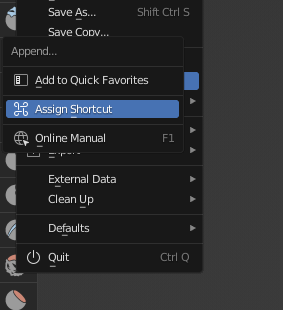 Save As... Shift Ctrl S
Save Copy...
Append...
Add to Quick Favorites
Assign Shortcut
Online Manual F1
External Data
Clean Up
Defaults
Quit Ctrl Q